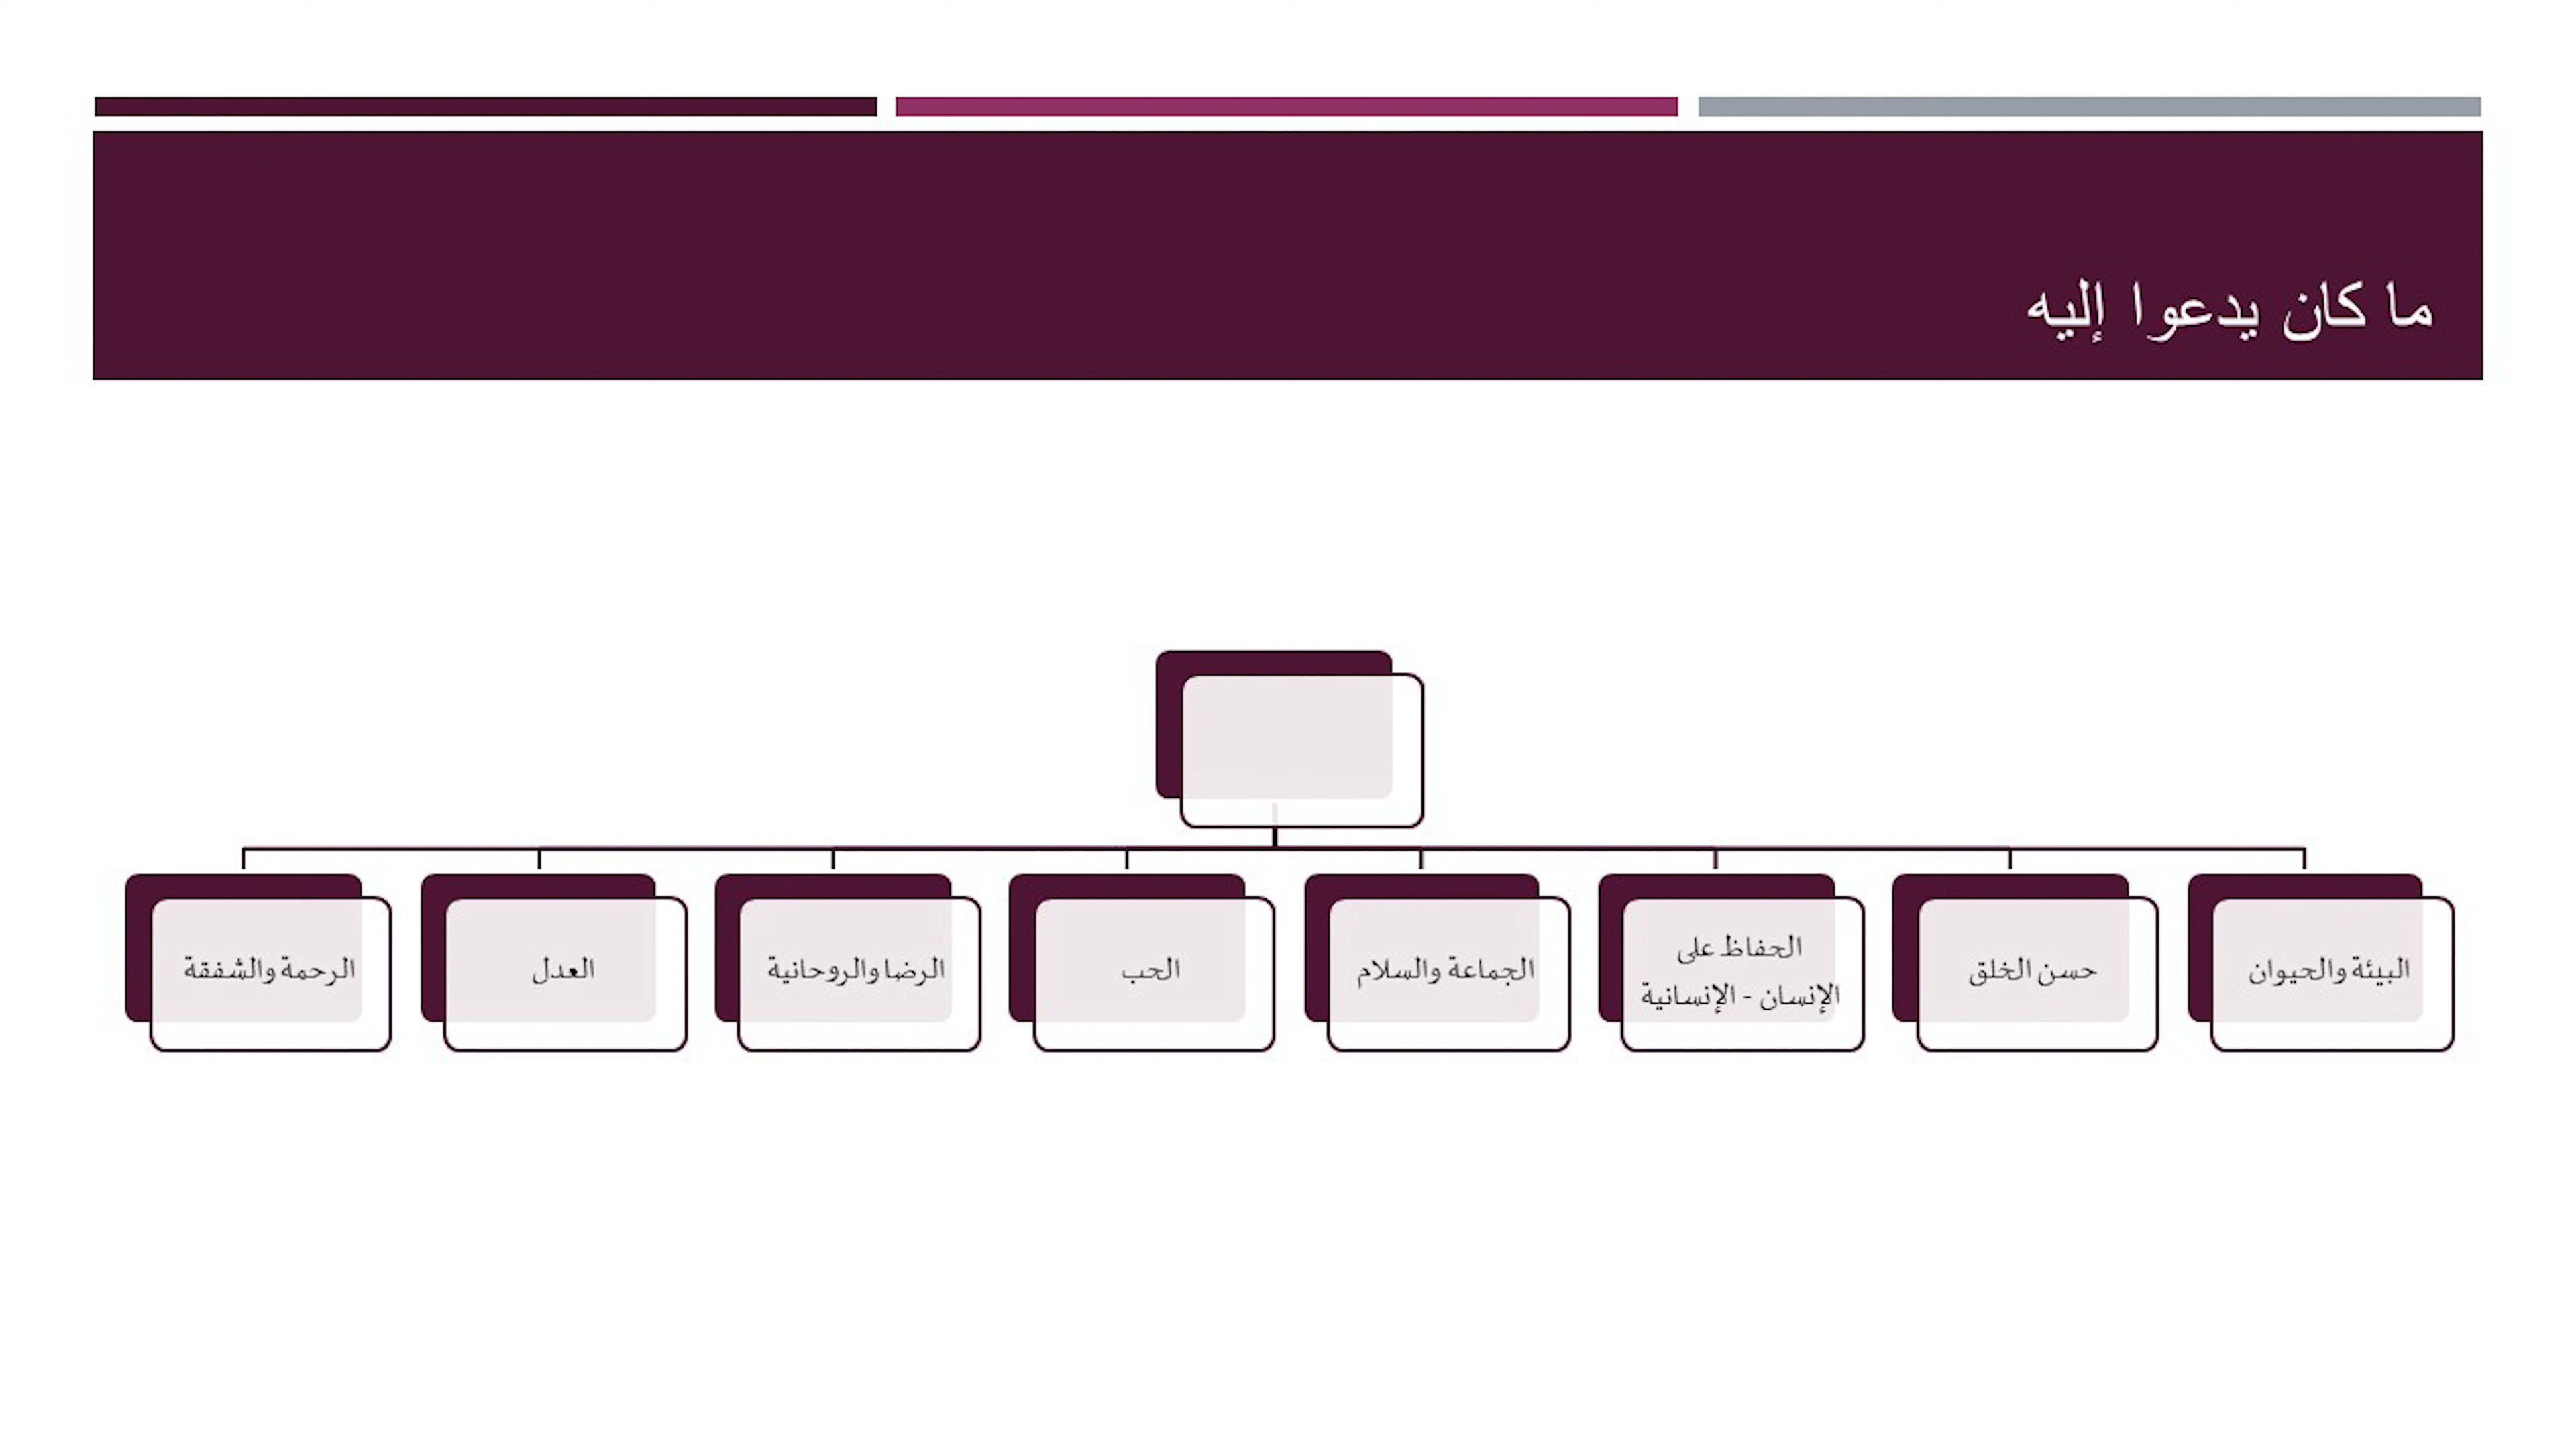 ما كان يدعوا إليه
البيئة والحيوان
حسن الخلق
الحفاظ على
الإنسان - الإنسانية
الجماعة والسلام
الحب
الرضا والروحانية
العدل
الرحمة والشفقة